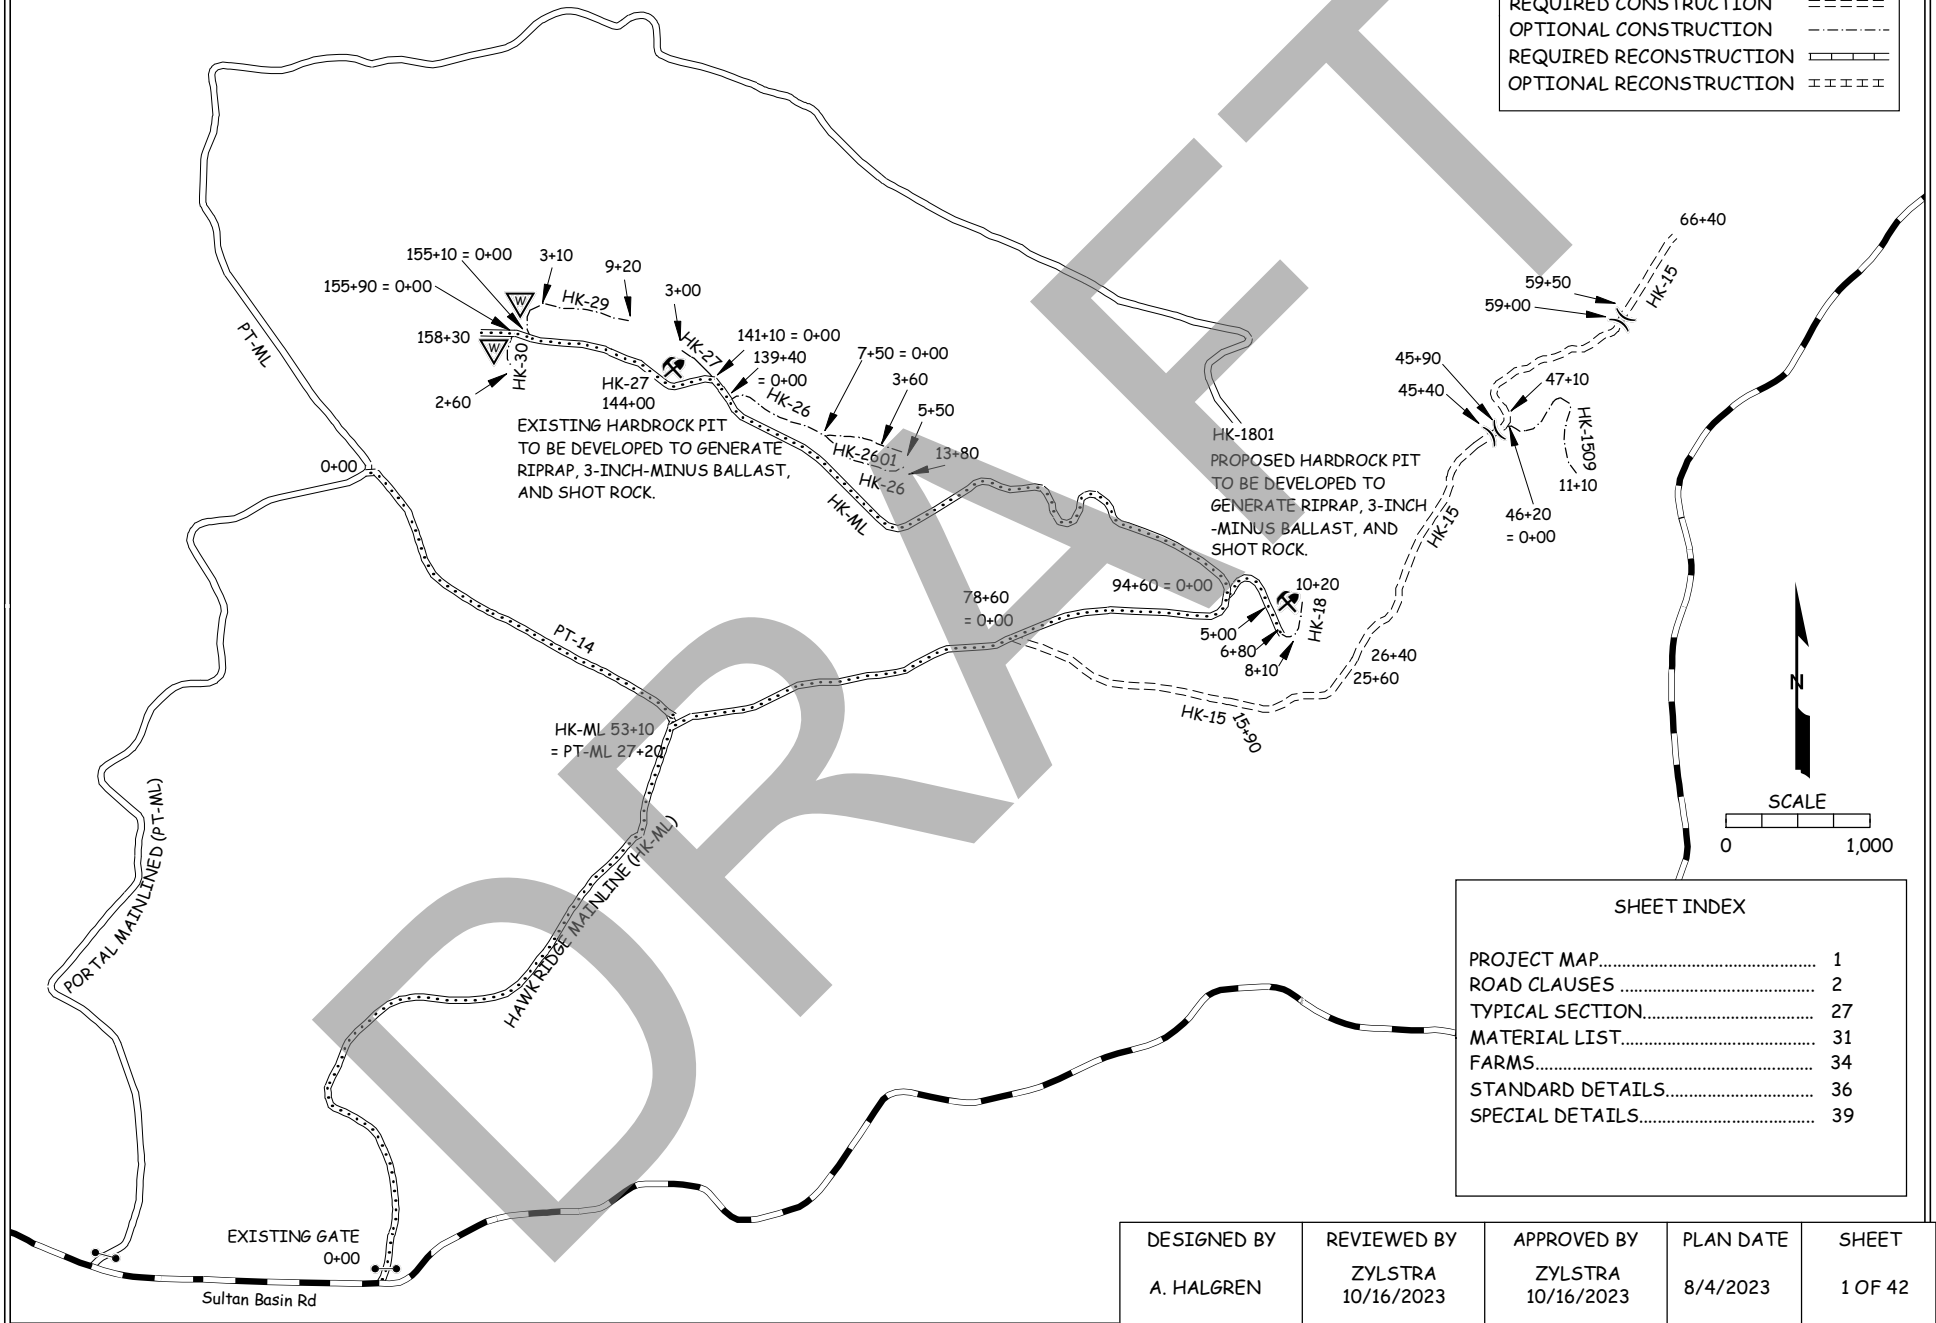 REQUIRED CONSTRUCTION
OPTIONAL CONSTRUCTION
REQUIRED RECONSTRUCTION
OPTIONAL RECONSTRUCTION
66+40
59+50
59+00
HK-15
45+90
45+40
47+10
HK-1509
11+10
46+20
= 0+00
HK-15
155+10 = 0+00
3+10
9+20
155+90 = 0+00
W
HK-29
3+00
158+30
W
HK-30
2+60
HK-27
141+10 = 0+00
139+40
= 0+00
7+50 = 0+00
3+60
5+50
HK-26
HK-27
144+00
EXISTING HARDROCK PIT
TO BE DEVELOPED TO GENERATE
RIPRAP, 3-INCH-MINUS BALLAST,
AND SHOT ROCK.
HK-2601
13+80
HK-26
HK-ML
PT-ML
0+00
HK-1801
PROPOSED HARDROCK PIT
TO BE DEVELOPED TO
GENERATE RIPRAP, 3-INCH
-MINUS BALLAST, AND
SHOT ROCK.
94+60 = 0+00
10+20
78+60
= 0+00
HK-18
5+00
6+80
8+10
26+40
25+60
HK-15
15+90
PT-14
HK-ML 53+10
= PT-ML 27+20
N
SCALE
0
1,000
PORTAL MAINLINED (PT-ML)
HAWK RIDGE MAINLINE (HK-ML)
EXISTING GATE
0+00
Sultan Basin Rd
DRAFT
SHEET INDEX
PROJECT MAP........................................ 1
ROAD CLAUSES ........................................ 2
TYPICAL SECTION........................................ 27
MATERIAL LIST........................................ 31
FARMS........................................ 34
STANDARD DETAILS........................................ 36
SPECIAL DETAILS........................................ 39
DESIGNED BY
A. HALGREN
REVIEWED BY
ZYLSTRA
10/16/2023
APPROVED BY
ZYLSTRA
10/16/2023
PLAN DATE
8/4/2023
SHEET
1 OF 42